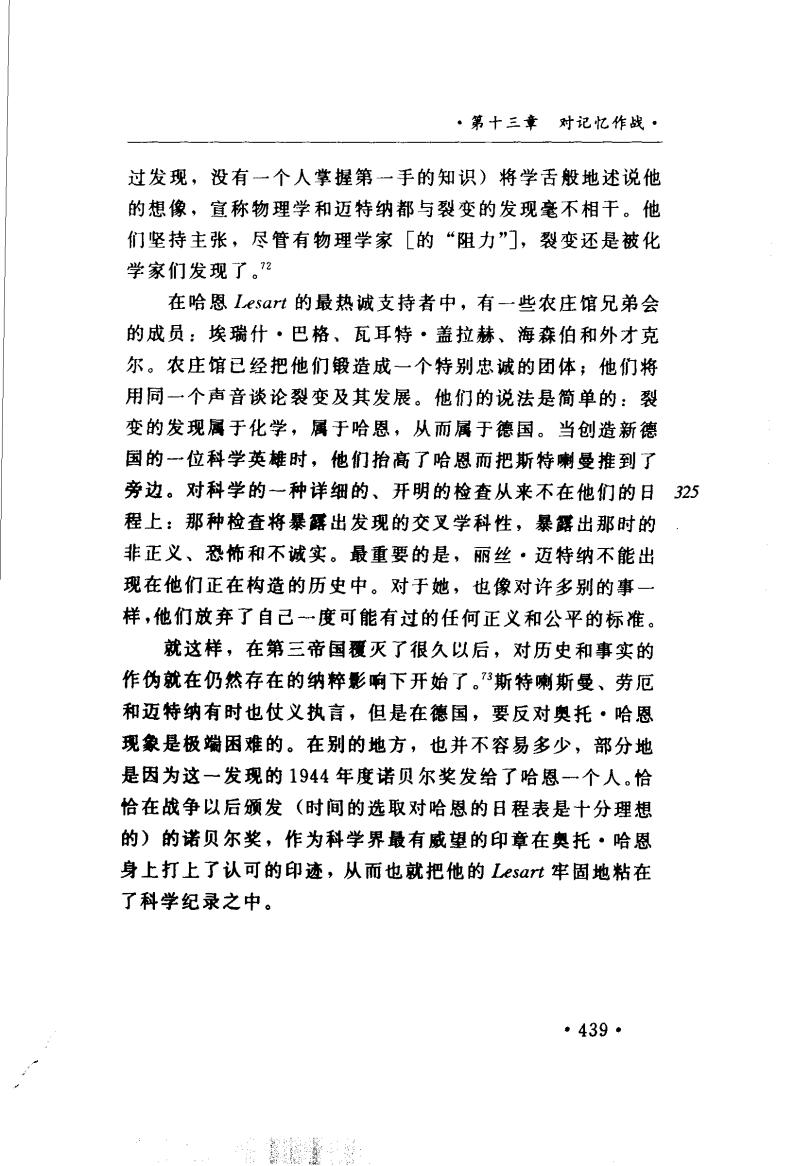 ·第十三章 对记忆作战·
过发现，没有一个人掌握第一手的知识）将学舌般地述说他
的想像，宣称物理学和迈特纳都与裂变的发现毫不相干。他
们坚持主张，尽管有物理学家［的“阻力”］，裂变还是被化
学家们发现了。72
在哈恩 Lesart 的最热诚支持者中，有一些农庄馆兄弟会
的成员：埃瑞什·巴格、瓦耳特·盖拉赫、海森伯和外才克
尔。农庄馆已经把他们锻造成一个特别忠诚的团体；他们将
用同一个声音谈论裂变及其发展。他们的说法是简单的：裂
变的发现属于化学，属于哈恩，从而属于德国。当创造新德
国的一位科学英雄时，他们抬高了哈恩而把斯特喇曼推到了
旁边。对科学的一种详细的、开明的检查从来不在他们的日 325
程上：那种检查将暴露出发现的交叉学科性，暴露出那时的
非正义、恐怖和不诚实。最重要的是，丽丝·迈特纳不能出
现在他们正在构造的历史中。对于她，也像对许多别的事一
样，他们放弃了自己一度可能有过的任何正义和公平的标准。
就这样，在第三帝国覆灭了很久以后，对历史和事实的
作伪就在仍然存在的纳粹影响下开始了。73斯特喇斯曼、劳厄
和迈特纳有时也仗义执言，但是在德国，要反对奥托·哈恩
现象是极端困难的。在别的地方，也并不容易多少，部分地
是因为这一发现的 1944 年度诺贝尔奖发给了哈恩一个人。恰
恰在战争以后颁发（时间的选取对哈恩的日程表是十分理想
的）的诺贝尔奖，作为科学界最有威望的印章在奥托·哈恩
身上打上了认可的印迹，从而也就把他的 Lesart 牢固地粘在
了科学纪录之中。
·439·